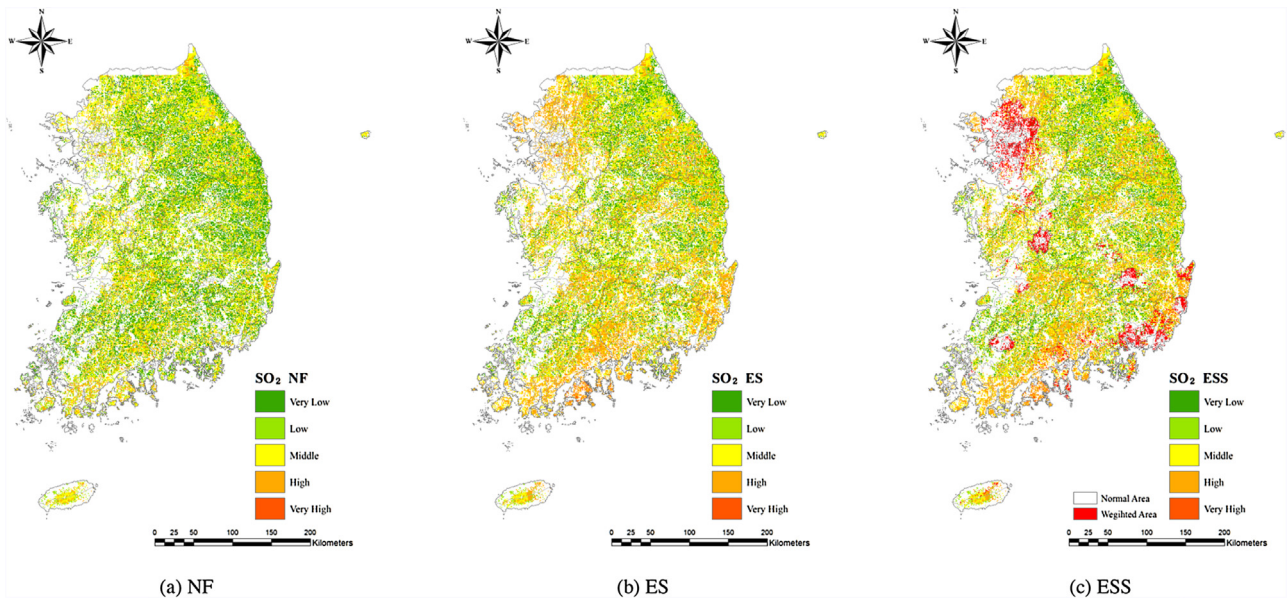 N
W E
S
SO₂ NF
Very Low
Low
Middle
High
Very High
0 25 50 100 150 200
Kilometers
(a) NF
N
W E
S
SO₂ ES
Very Low
Low
Middle
High
Very High
0 25 50 100 150 200
Kilometers
(b) ES
N
W E
S
SO₂ ESS
Very Low
Low
Middle
High
Very High
Normal Area
Wegihted Area
0 25 50 100 150 200
Kilometers
(c) ESS